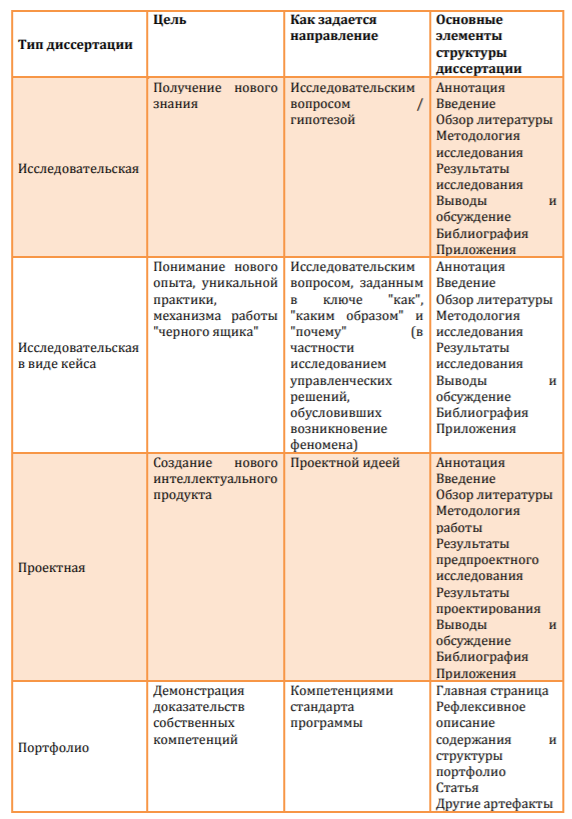 Тип диссертации
Цель
Как задается
направление
Основные
элементы
структуры
диссертации
Исследовательская
Получение нового
знания
Исследовательским
вопросом /
гипотезой
Аннотация
Введение
Обзор литературы
Методология
исследования
Результаты
исследования
Выводы и
обсуждение
Библиография
Приложения
Исследовательская
в виде кейса
Понимание нового
опыта, уникальной
практики,
механизма работы
"черного ящика"
Исследовательским
вопросом, заданным
в ключе "как",
"каким образом" и
"почему" (в
частности
исследованием
управленческих
решений,
обусловивших
возникновение
феномена)
Аннотация
Введение
Обзор литературы
Методология
исследования
Результаты
исследования
Выводы и
обсуждение
Библиография
Приложения
Проектная
Создание нового
интеллектуального
продукта
Проектной идеей
Аннотация
Введение
Обзор литературы
Методология
работы
Результаты
предпроектного
исследования
Результаты
проектирования
Выводы и
обсуждение
Библиография
Приложения
Портфолио
Демонстрация
доказательств
собственных
компетенций
Компетенциями
стандарта
программы
Главная страница
Рефлексивное
описание
содержания и
структуры
портфолио
Статья
Другие артефакты